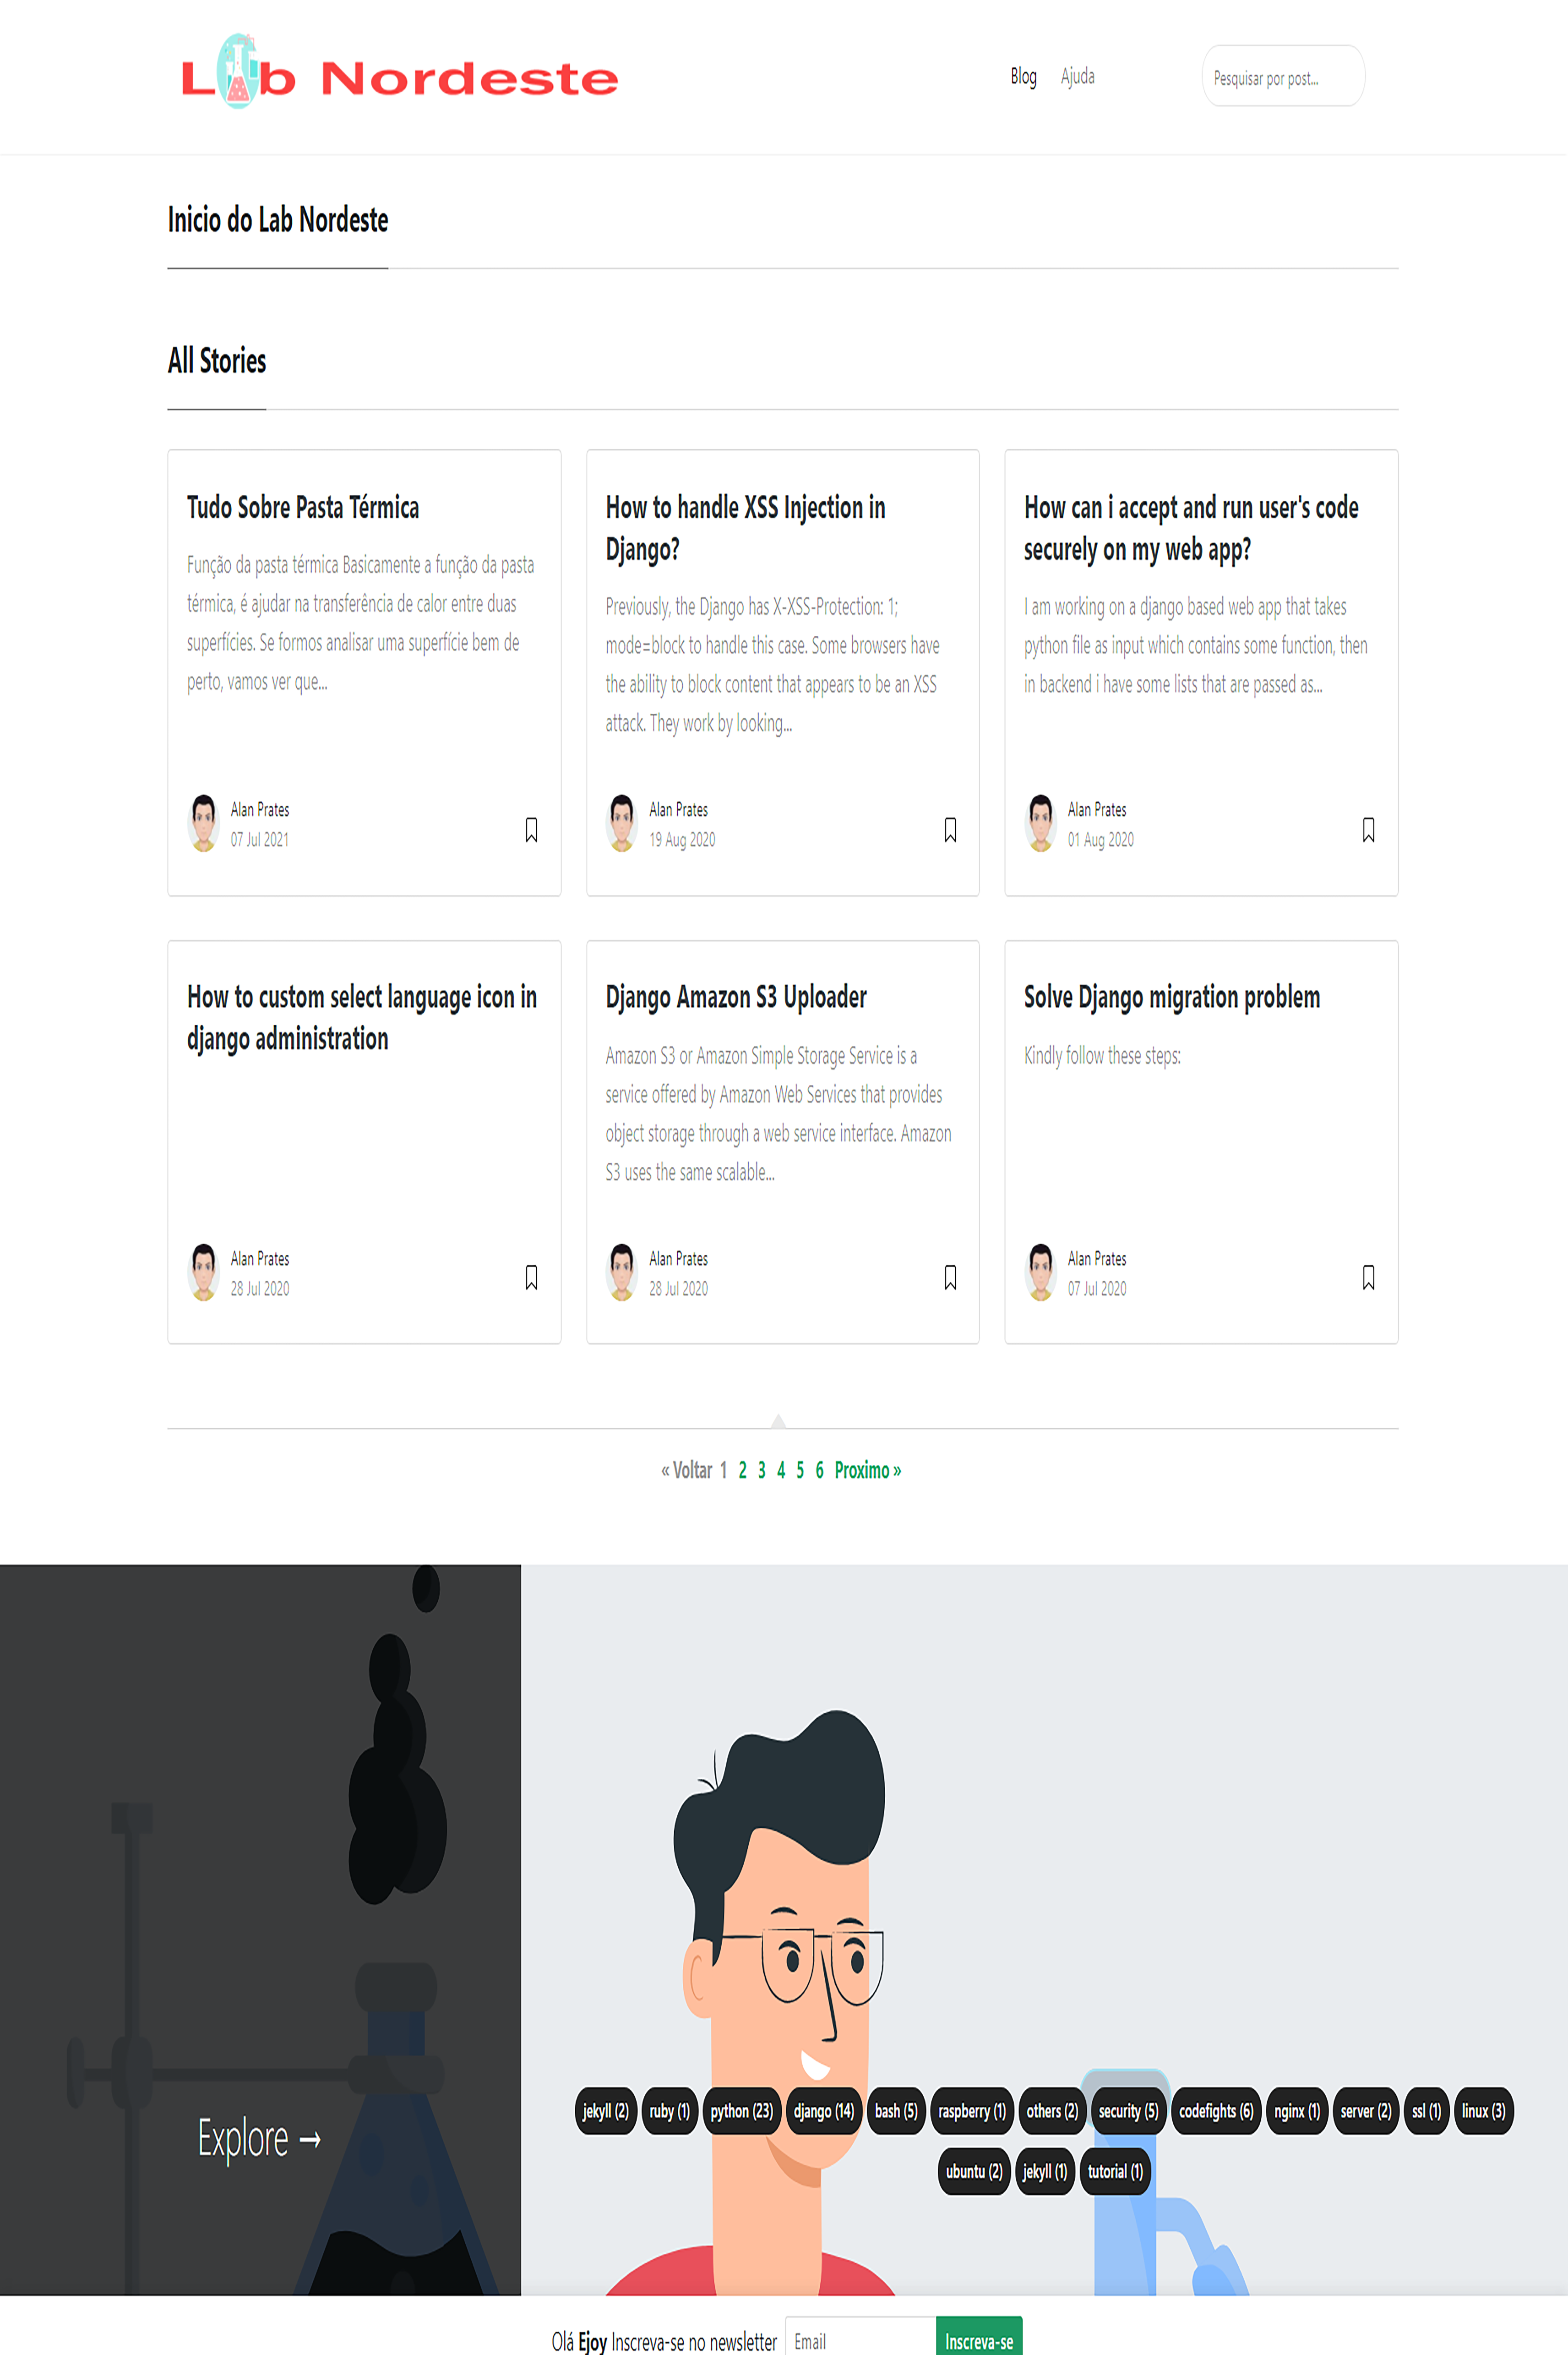 Lab Nordeste
Blog Ajuda
Pesquisar por post...
Inicio do Lab Nordeste
All Stories
Tudo Sobre Pasta Térmica
Função da pasta térmica Basicamente a função da pasta
térmica, é ajudar na transferência de calor entre duas
superfícies. Se formos analisar uma superfície bem de
perto, vamos ver que...
Alan Prates
07 Jul 2021
How to handle XSS Injection in
Django?
Previously, the Django has X-XSS-Protection: 1;
mode=block to handle this case. Some browsers have
the ability to block content that appears to be an XSS
attack. They work by looking...
Alan Prates
19 Aug 2020
How can i accept and run user's code
securely on my web app?
I am working on a django based web app that takes
python file as input which contains some function, then
in backend i have some lists that are passed as...
Alan Prates
01 Aug 2020
How to custom select language icon in
django administration
Alan Prates
28 Jul 2020
Django Amazon S3 Uploader
Amazon S3 or Amazon Simple Storage Service is a
service offered by Amazon Web Services that provides
object storage through a web service interface. Amazon
S3 uses the same scalable...
Alan Prates
28 Jul 2020
Solve Django migration problem
Kindly follow these steps:
Alan Prates
07 Jul 2020
« Voltar 1 2 3 4 5 6 Proximo »
Explore →
jekyll (2) ruby (1) python (23) django (14) bash (5) raspberry (1) others (2) security (5) codefights (6) nginx (1) server (2) ssl (1) linux (3)
ubuntu (2) jekyll (1) tutorial (1)
Olá Ejoy Inscreva-se no newsletter Email Inscreva-se